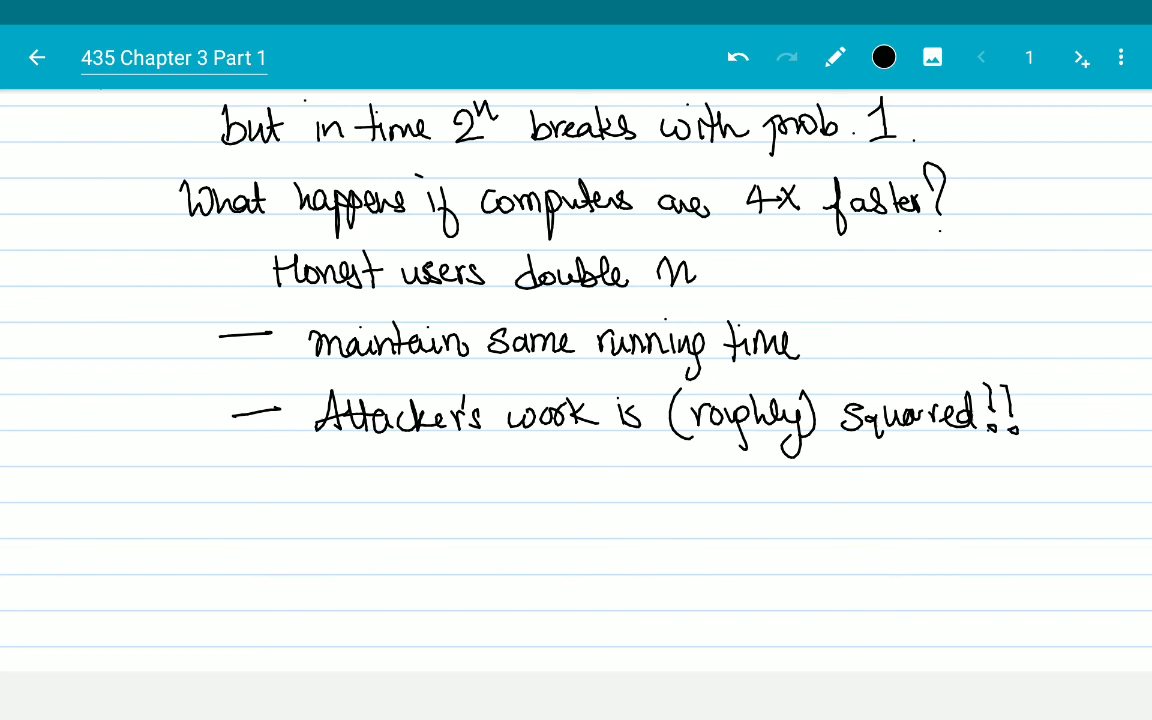 435 Chapter 3 Part 1
1
but in time 2ⁿ breaks with prob. 1.
What happens if computers are 4x faster?
Honest users double n
— maintain same running time
— Attacker's work is (roughly) squared!!